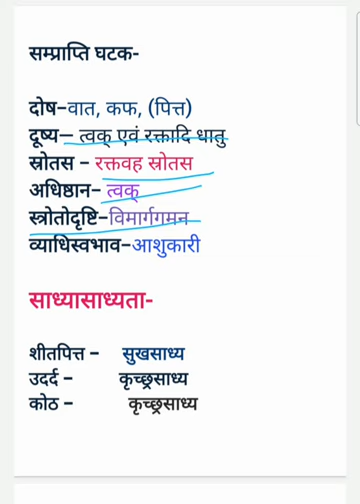 सम्प्राप्ति घटक-
दोष–वात, कफ, (पित्त)
दूष्य– त्वक् एवं रक्तादि धातु
स्रोतस - रक्तवह स्रोतस
अधिष्ठान- त्वक्
स्त्रोतोदृष्टि-विमार्गगमन
व्याधिस्वभाव-आशुकारी
साध्यासाध्यता-
शीतपित्त – सुखसाध्य
उदर्द - कृच्छ्रसाध्य
कोठ - कृच्छ्रसाध्य